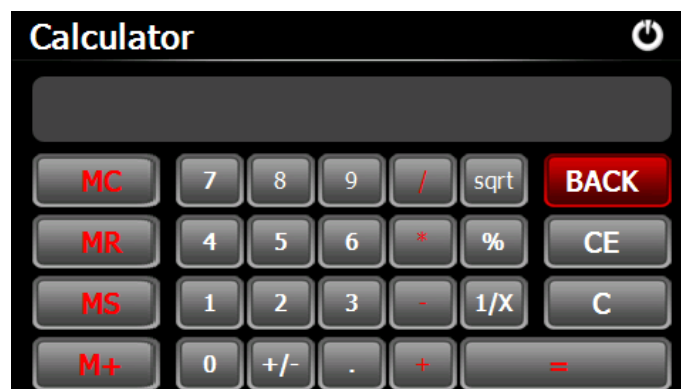 Calculator
MC 7 8 9 / sqrt BACK
MR 4 5 6 * % CE
MS 1 2 3 - 1/X C
M+ 0 +/- . + =